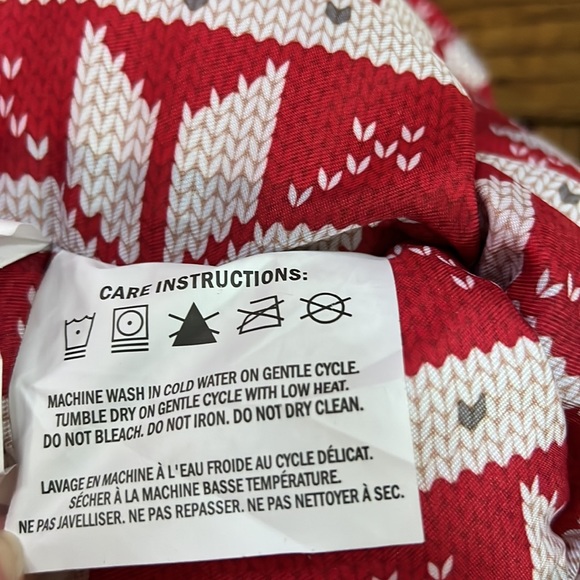 CARE INSTRUCTIONS:
MACHINE WASH IN COLD WATER ON GENTLE CYCLE.
TUMBLE DRY ON GENTLE CYCLE WITH LOW HEAT.
DO NOT BLEACH. DO NOT IRON. DO NOT DRY CLEAN.
LAVAGE EN MACHINE À L'EAU FROIDE AU CYCLE DÉLICAT.
SÉCHER À LA MACHINE BASSE TEMPÉRATURE.
NE PAS JAVELLISER. NE PAS REPASSER. NE PAS NETTOYER À SEC.